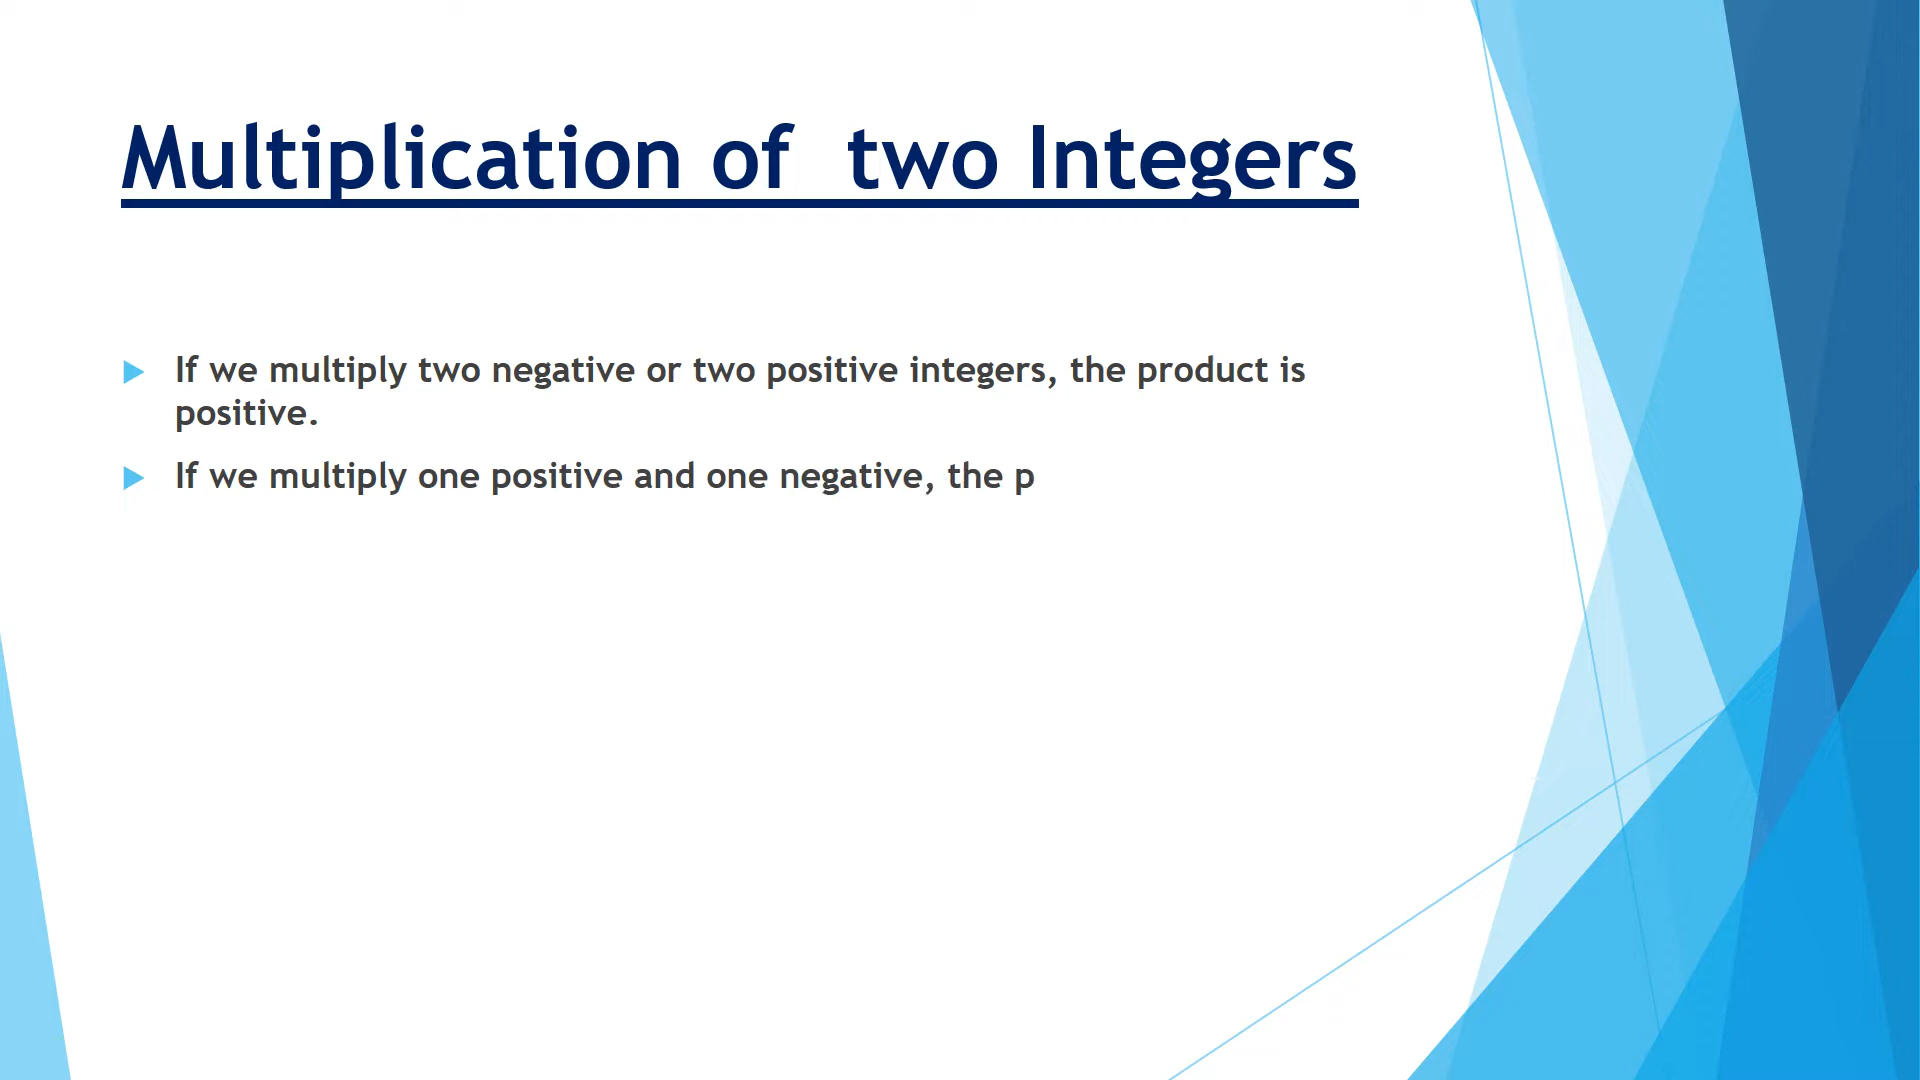 Multiplication of  two Integers
If we multiply two negative or two positive integers, the product is
positive.
If we multiply one positive and one negative, the p